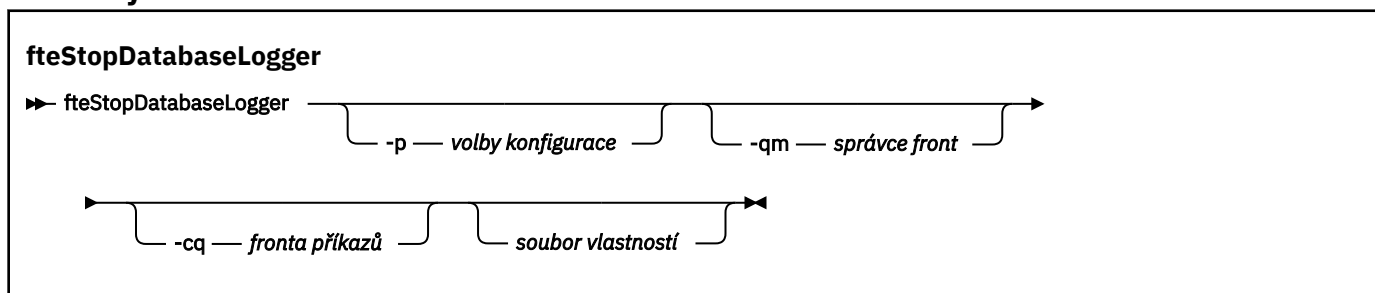 fteStopDatabaseLogger
fteStopDatabaseLogger -p volby konfigurace -qm správce front
-cq fronta příkazů soubor vlastností